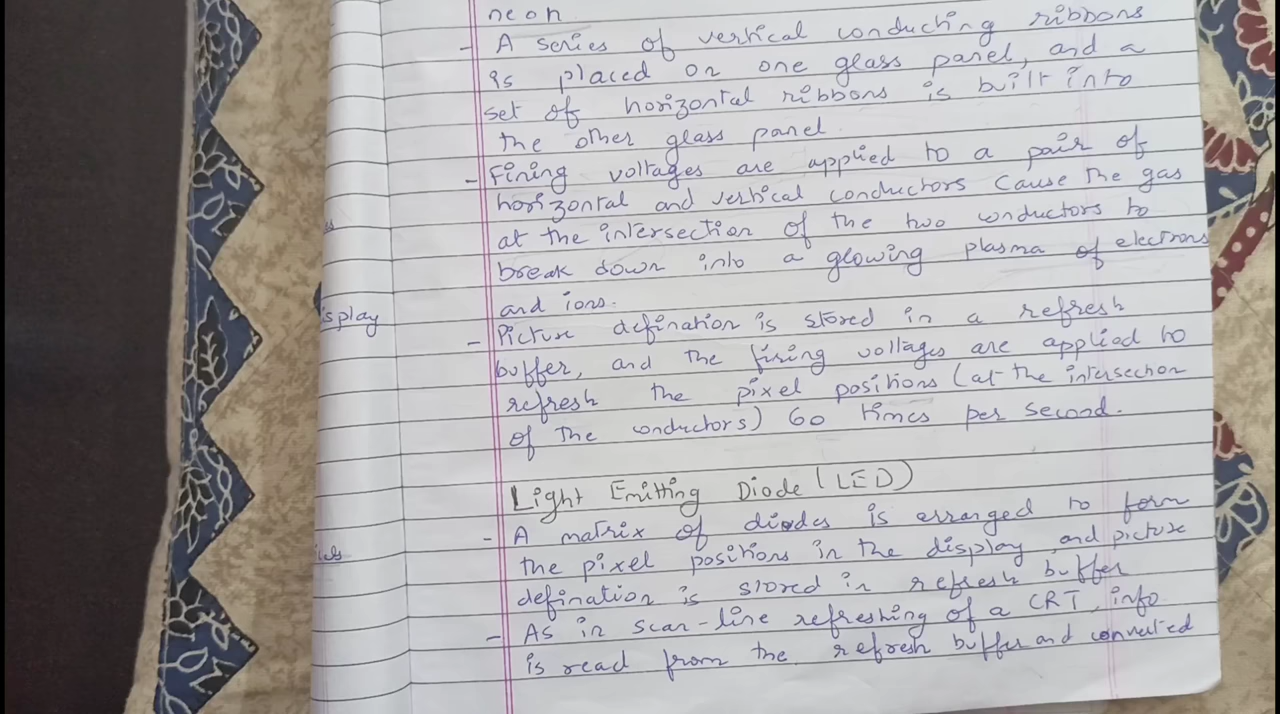 neon
- A series of vertical conducting ribbons
is placed on one glass panel, and a
set of horizontal ribbons is built into
the other glass panel.
- Firing voltages are applied to a pair of
horizontal and vertical conductors cause the gas
at the intersection of the two conductors to
break down into a glowing plasma of electrons
and ions.
- Picture defination is stored in a refresh
buffer, and the firing voltages are applied to
refresh the pixel positions (at the intersection
of the conductors) 60 times per second.
Light Emitting Diode (LED)
- A matrix of diodes is arranged to form
the pixel positions in the display, and picture
defination is stored in refresh buffer
- As in scan-line refreshing of a CRT, info
is read from the refresh buffer and converted
splay